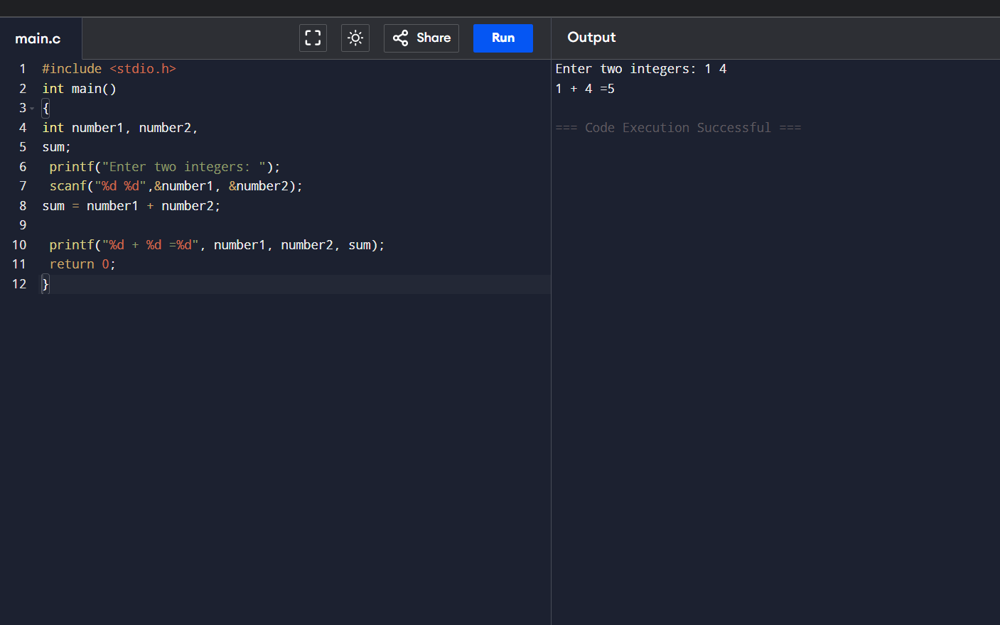 main.c
Share
Run
Output
1 #include <stdio.h>
2 int main()
3 {
4 int number1, number2,
5 sum;
6  printf("Enter two integers: ");
7  scanf("%d %d",&number1, &number2);
8 sum = number1 + number2;
9
10  printf("%d + %d =%d", number1, number2, sum);
11  return 0;
12 }
Enter two integers: 1 4
1 + 4 =5
=== Code Execution Successful ===